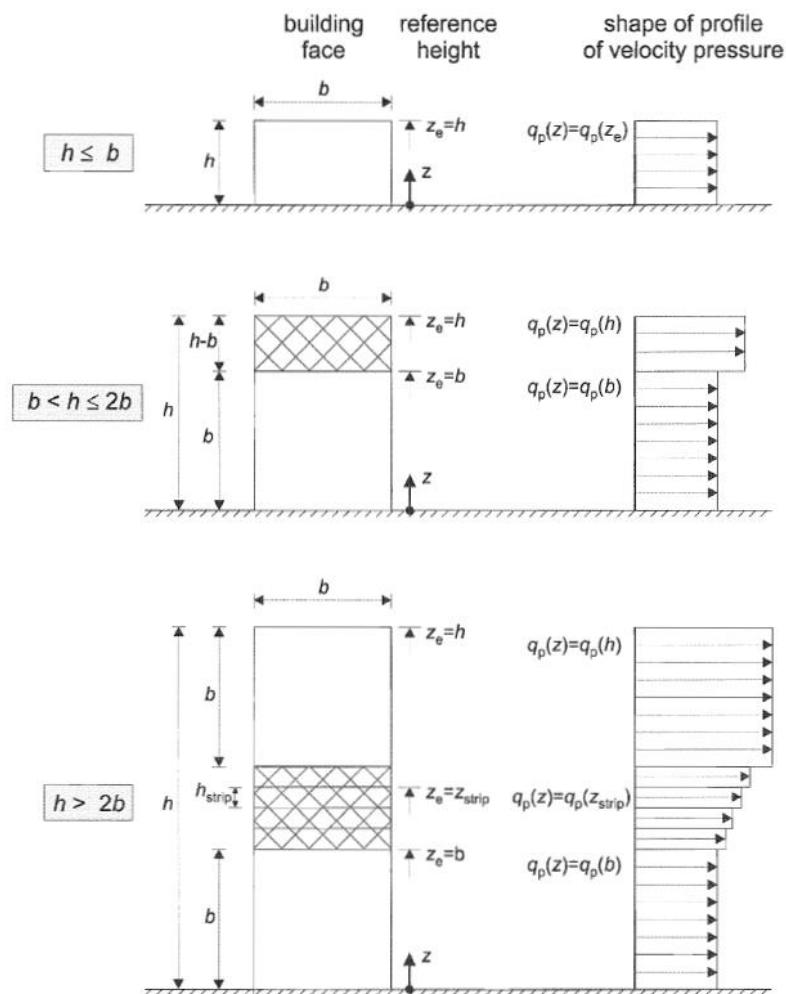 building face
reference height
shape of profile of velocity pressure
b
h ≤ b
h
z_e=h
z
q_p(z)=q_p(z_e)
b
b < h ≤ 2b
h
h-b
b
z_e=h
z_e=b
z
q_p(z)=q_p(h)
q_p(z)=q_p(b)
b
h > 2b
h
b
h_strip
b
z_e=h
z_e=z_strip
z_e=b
z
q_p(z)=q_p(h)
q_p(z)=q_p(z_strip)
q_p(z)=q_p(b)